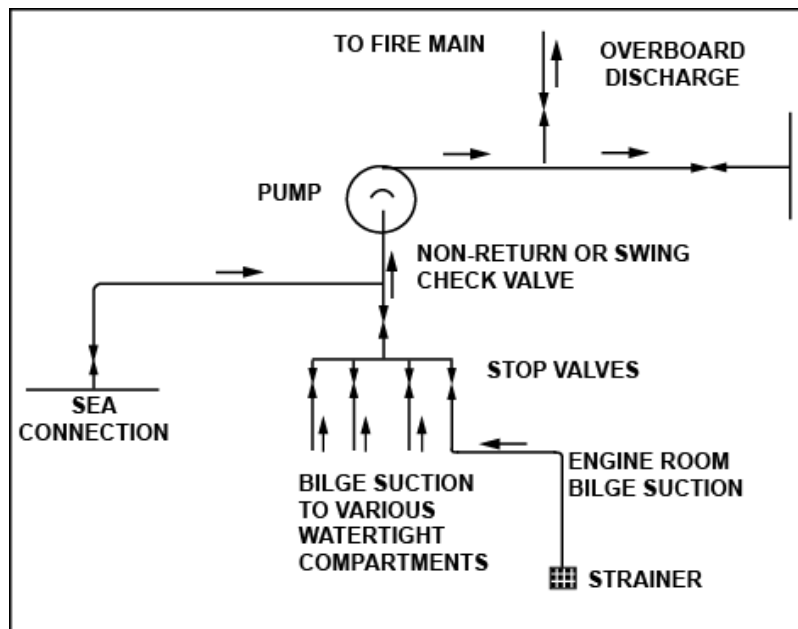 TO FIRE MAIN
OVERBOARD
DISCHARGE
PUMP
NON-RETURN OR SWING
CHECK VALVE
STOP VALVES
SEA
CONNECTION
ENGINE ROOM
BILGE SUCTION
BILGE SUCTION
TO VARIOUS
WATERTIGHT
COMPARTMENTS
STRAINER